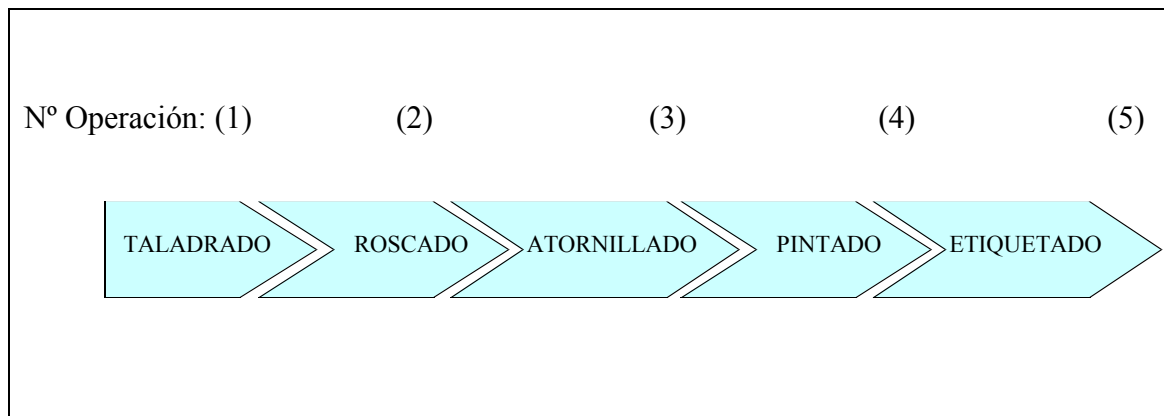 Nº Operación: (1) (2) (3) (4) (5)
TALADRADO ROSCADO ATORNILLADO PINTADO ETIQUETADO